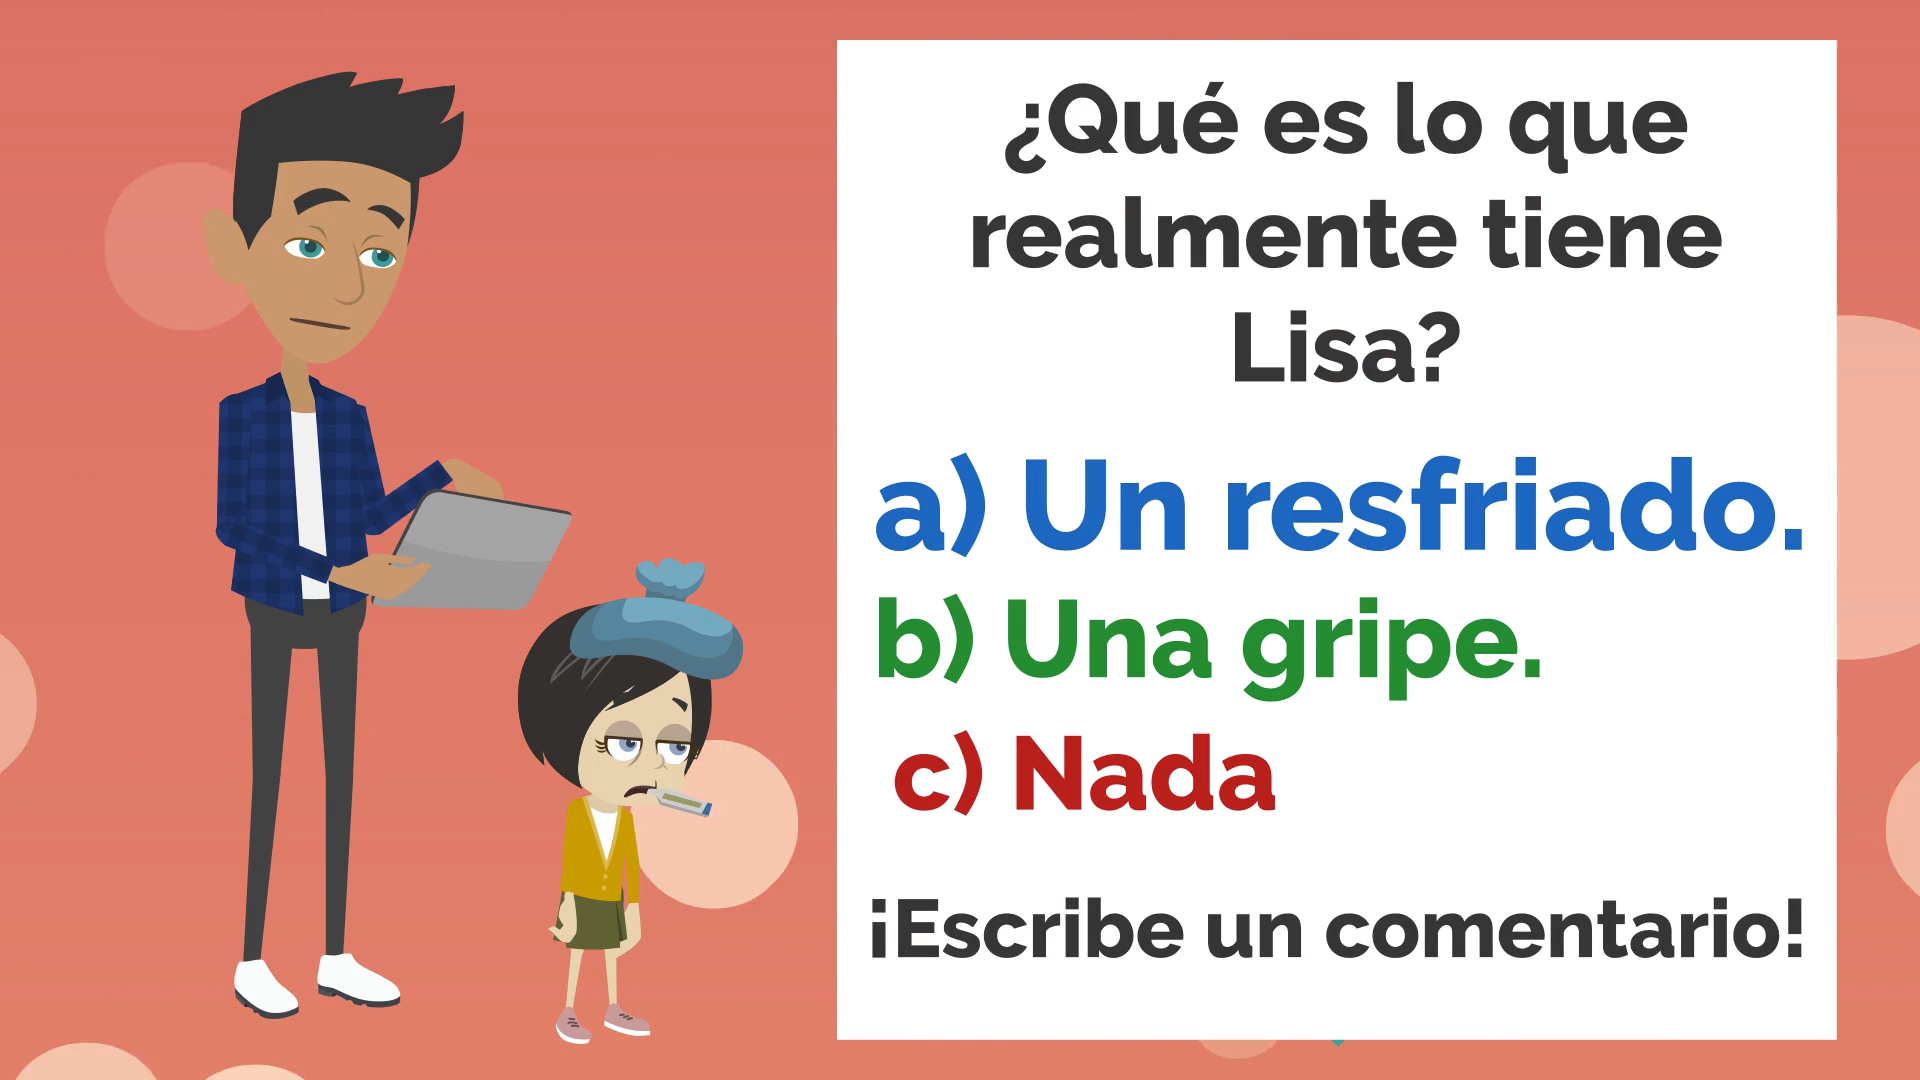 ¿Qué es lo que
realmente tiene
Lisa?
a) Un resfriado.
b) Una gripe.
c) Nada
¡Escribe un comentario!